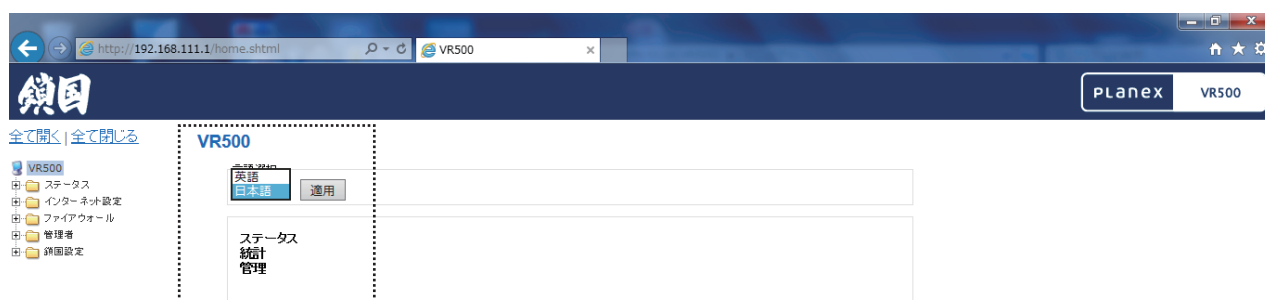 http://192.168.111.1/home.shtml
VR500
鎖国
PLANEX VR500
全て開く | 全て閉じる
VR500
ステータス
インターネット設定
ファイアウォール
管理者
鎖国設定
VR500
言語選択
英語
日本語
適用
ステータス
統計
管理